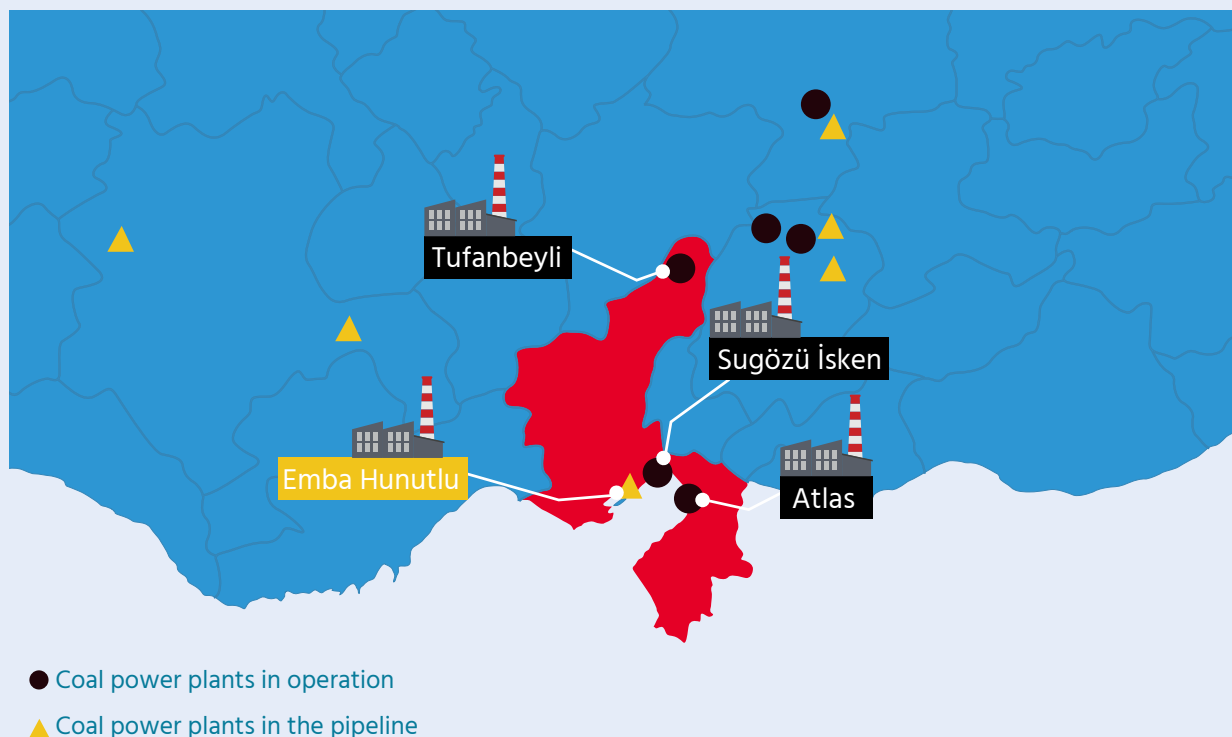 Tufanbeyli
Sugözü İsken
Emba Hunutlu
Atlas
Coal power plants in operation
Coal power plants in the pipeline